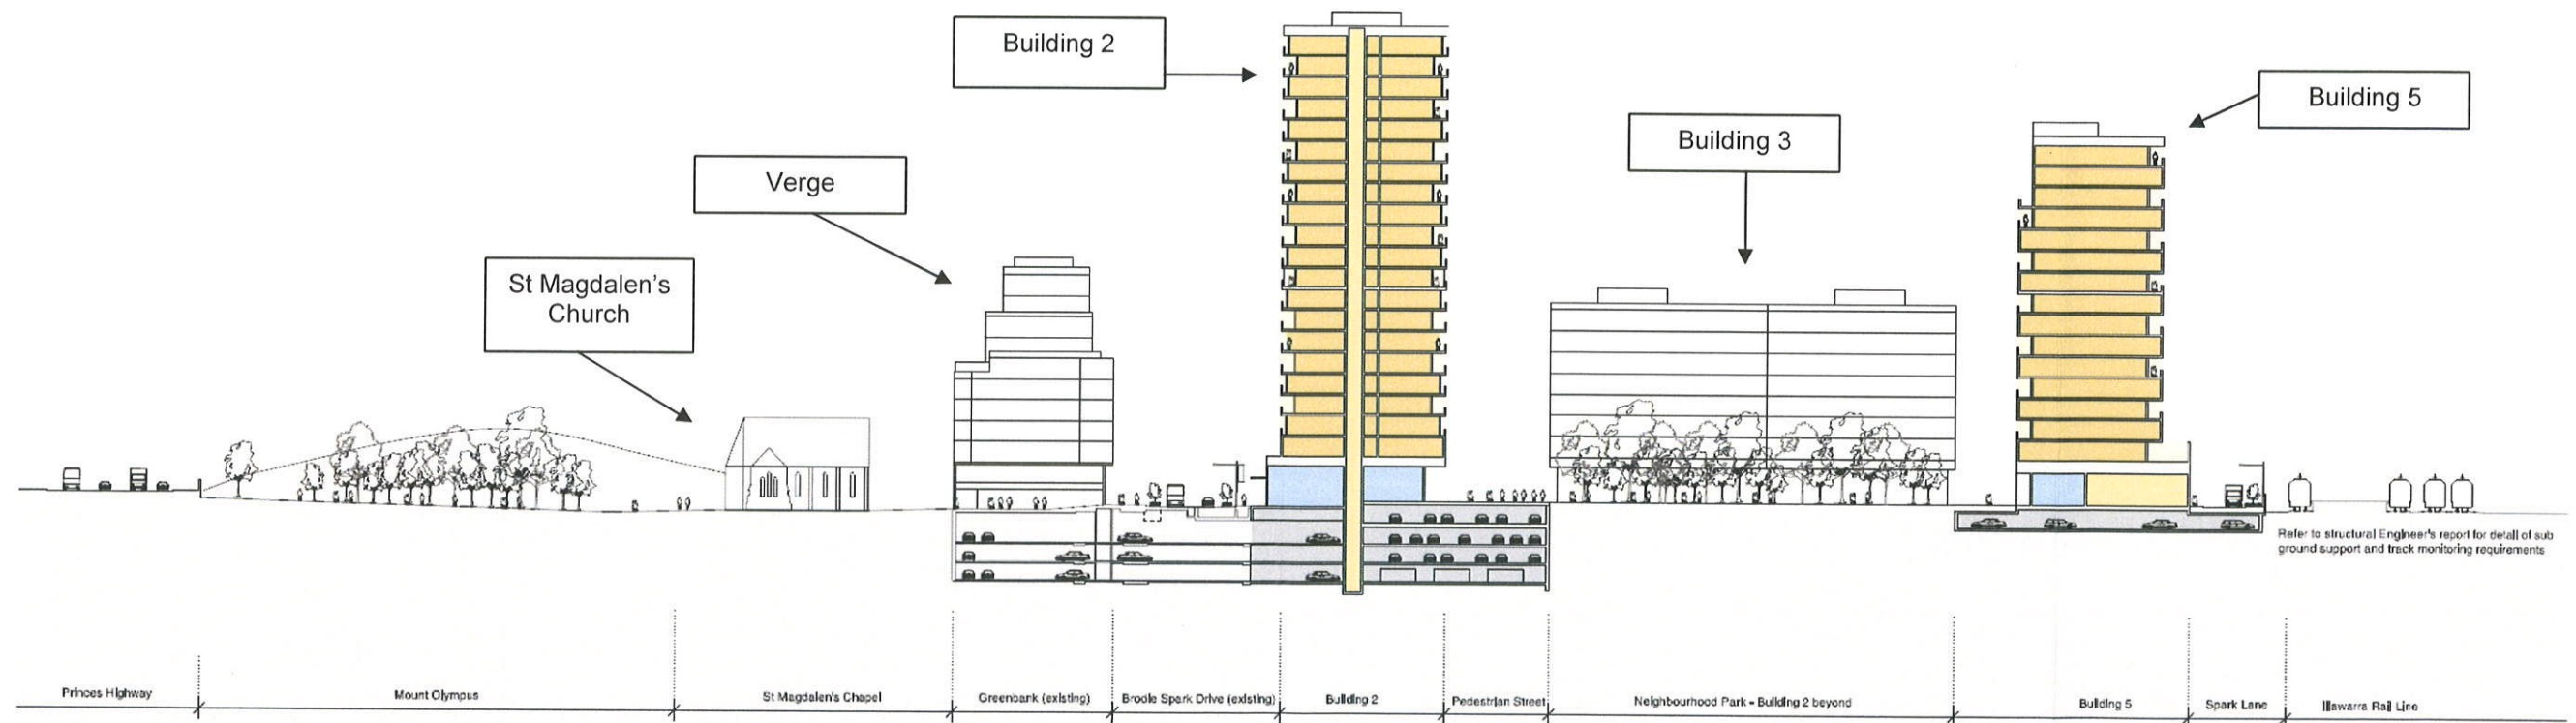 Building 2
Building 5
Building 3
Verge
St Magdalen's
Church
Refer to structural Engineer's report for detail of sub
ground support and track monitoring requirements
Princes Highway
Mount Olympus
St Magdalen's Chapel
Greenbank (existing)
Brodie Spark Drive (existing)
Building 2
Pedestrian Street
Neighbourhood Park - Building 2 beyond
Building 5
Spark Lane
Illawarra Rail Line